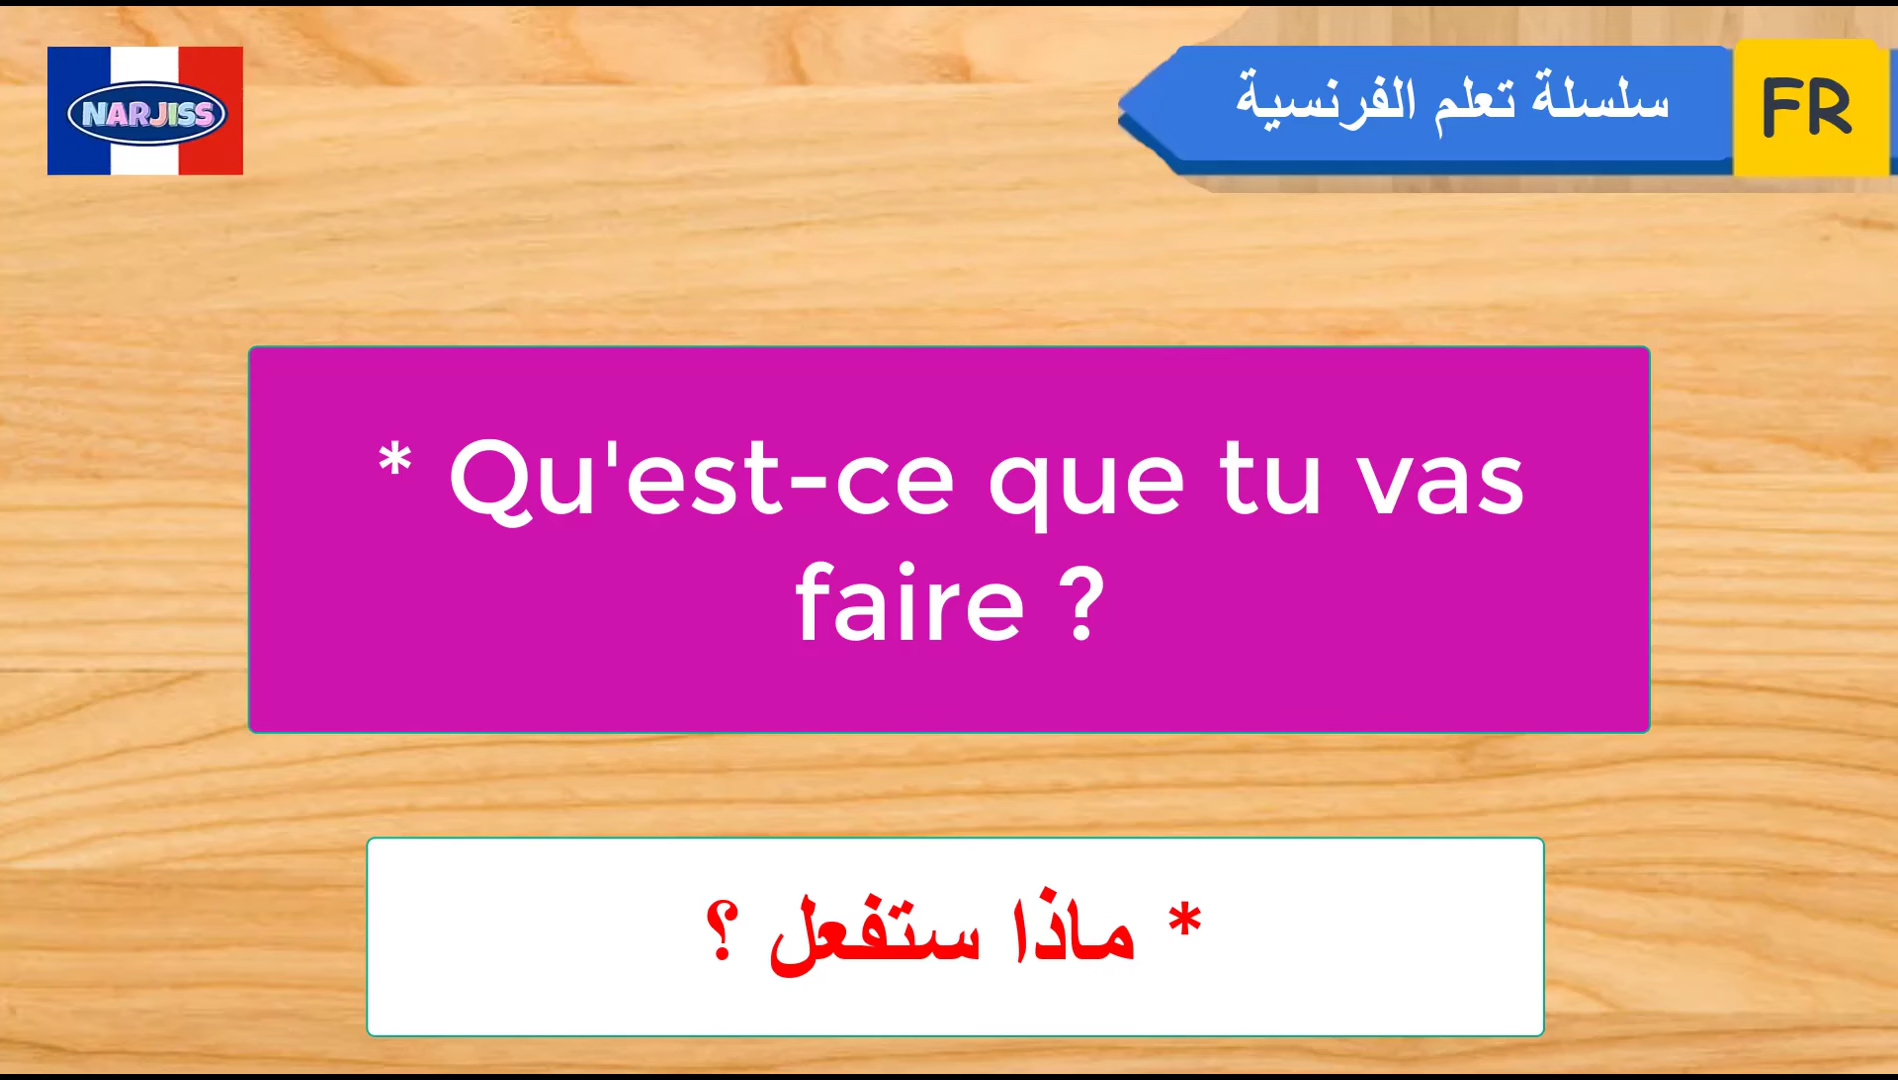 NARJISS
سلسلة تعلم الفرنسية
FR
* Qu'est-ce que tu vas
faire ?
* ماذا ستفعل ؟